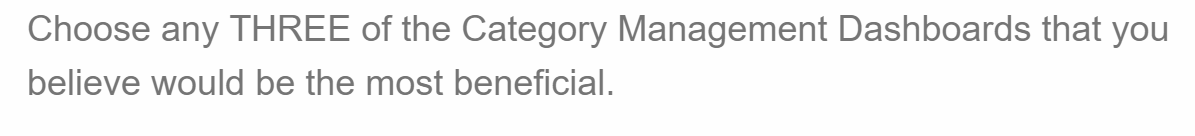 Choose any THREE of the Category Management Dashboards that you
believe would be the most beneficial.